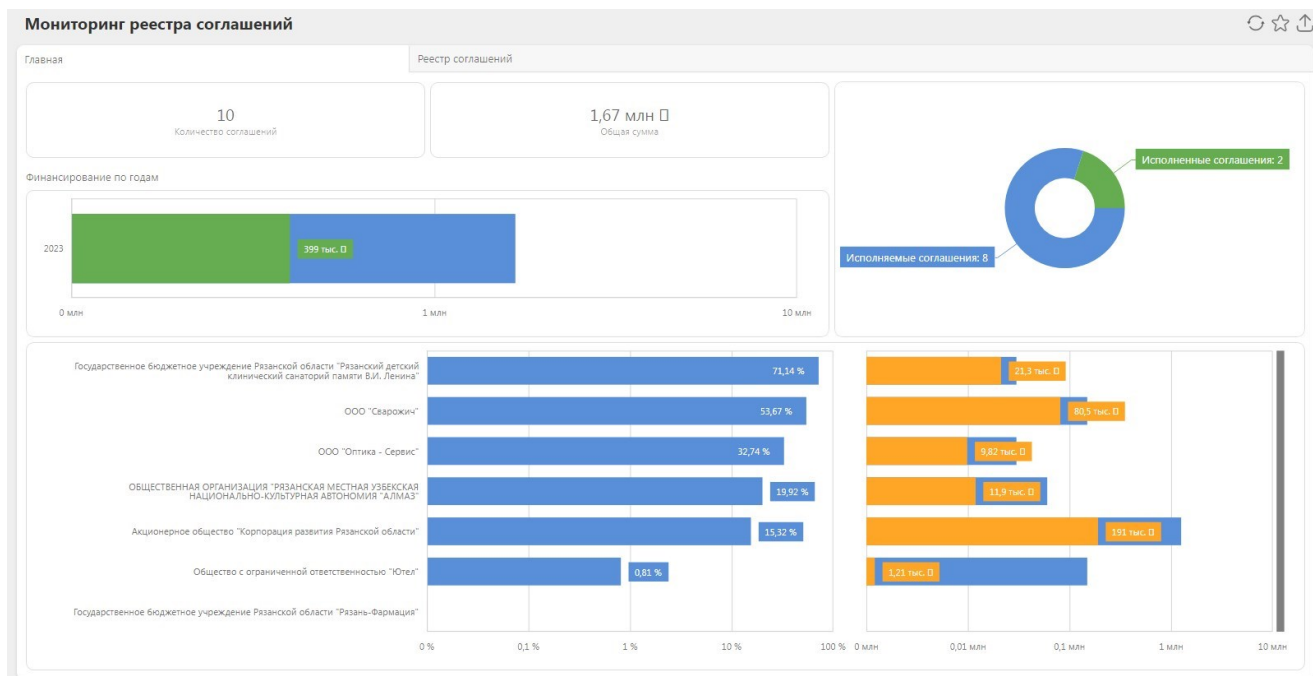 Мониторинг реестра соглашений
Главная
Реестр соглашений
10
Количество соглашений
1,67 млн ▯
Общая сумма
Исполненные соглашения: 2
Исполняемые соглашения: 8
Финансирование по годам
2023
399 тыс. ▯
0 млн
1 млн
10 млн
Государственное бюджетное учреждение Рязанской области "Рязанский детский
клинический санаторий памяти В.И. Ленина"
71,14 %
21,3 тыс. ▯
ООО "Сварожич"
53,67 %
80,5 тыс. ▯
ООО "Оптика - Сервис"
32,74 %
9,82 тыс. ▯
ОБЩЕСТВЕННАЯ ОРГАНИЗАЦИЯ "РЯЗАНСКАЯ МЕСТНАЯ УЗБЕКСКАЯ
НАЦИОНАЛЬНО-КУЛЬТУРНАЯ АВТОНОМИЯ "АЛМАЗ"
19,92 %
11,9 тыс. ▯
Акционерное общество "Корпорация развития Рязанской области"
15,32 %
191 тыс. ▯
Общество с ограниченной ответственностью "Ютел"
0,81 %
1,21 тыс. ▯
Государственное бюджетное учреждение Рязанской области "Рязань-Фармация"
0 %
0,1 %
1 %
10 %
100 %
0 млн
0,01 млн
0,1 млн
1 млн
10 млн